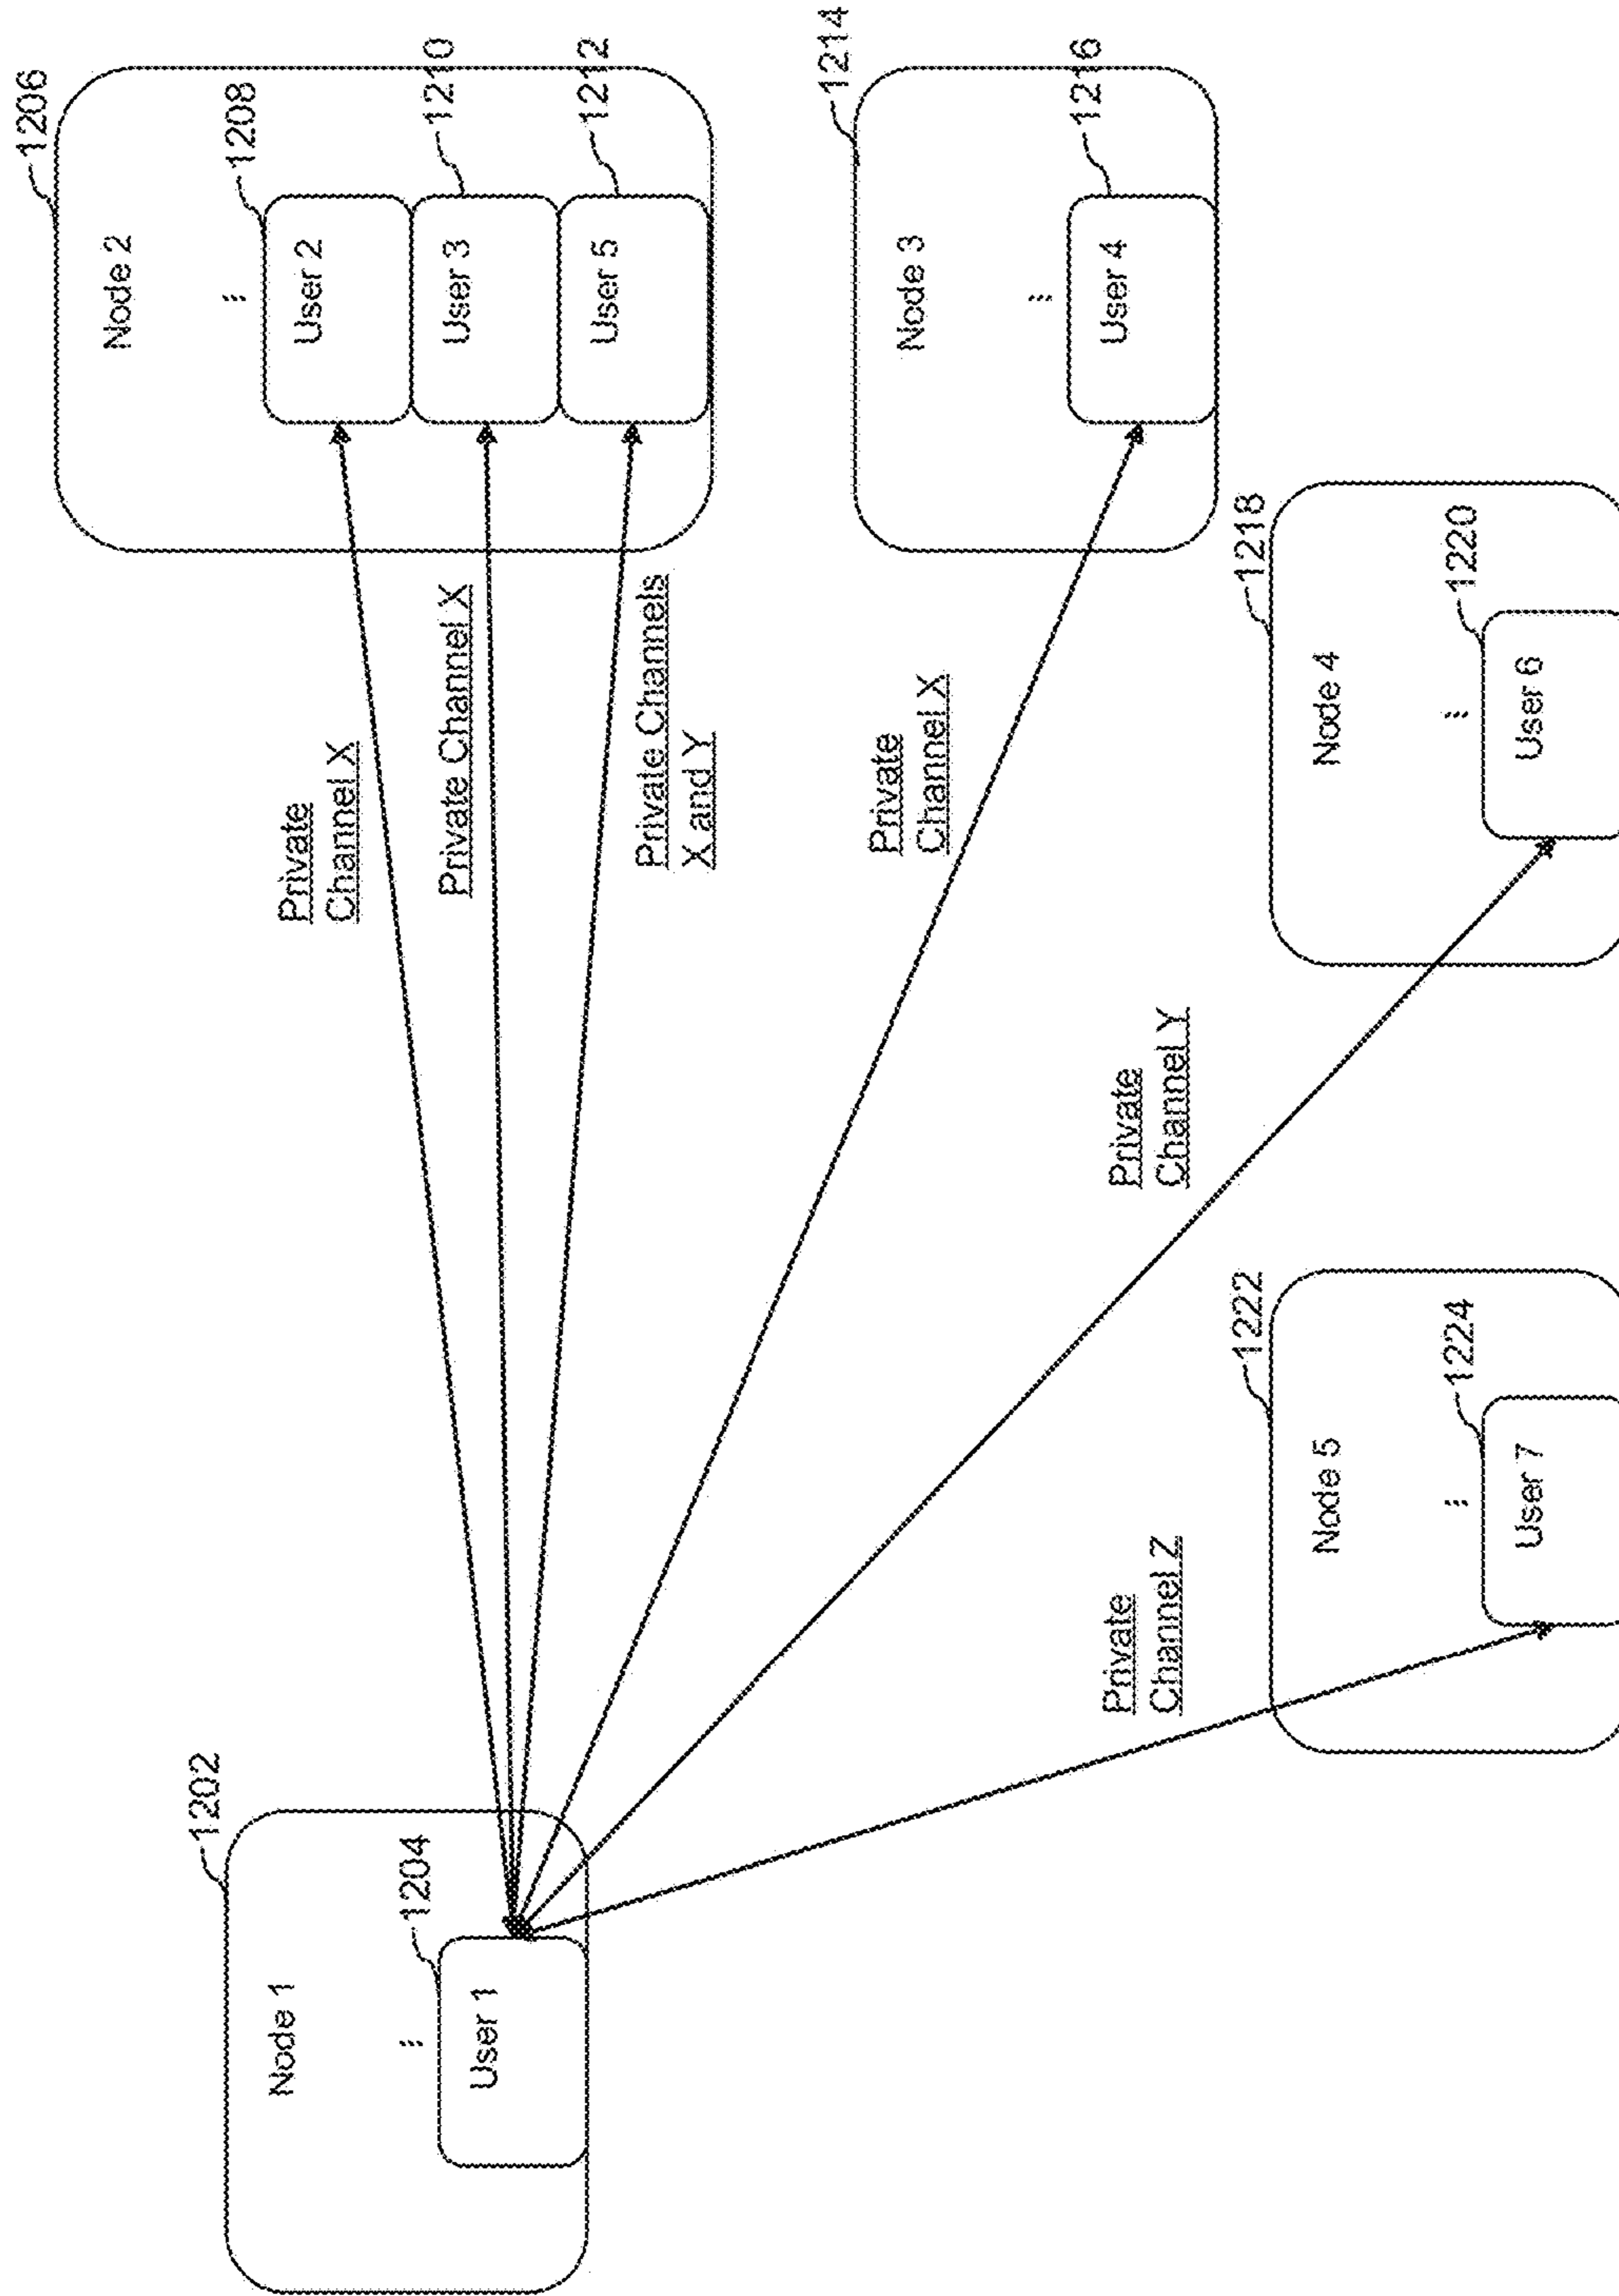 1202
Node 1
...
1204
User 1
1206
Node 2
...
1208
User 2
1210
User 3
1212
User 5
Private
Channel X
Private Channel X
Private Channels
X and Y
1214
Node 3
...
1216
User 4
Private
Channel X
1218
Node 4
...
1220
User 6
Private
Channel Y
1222
Node 5
...
1224
User 7
Private
Channel Z